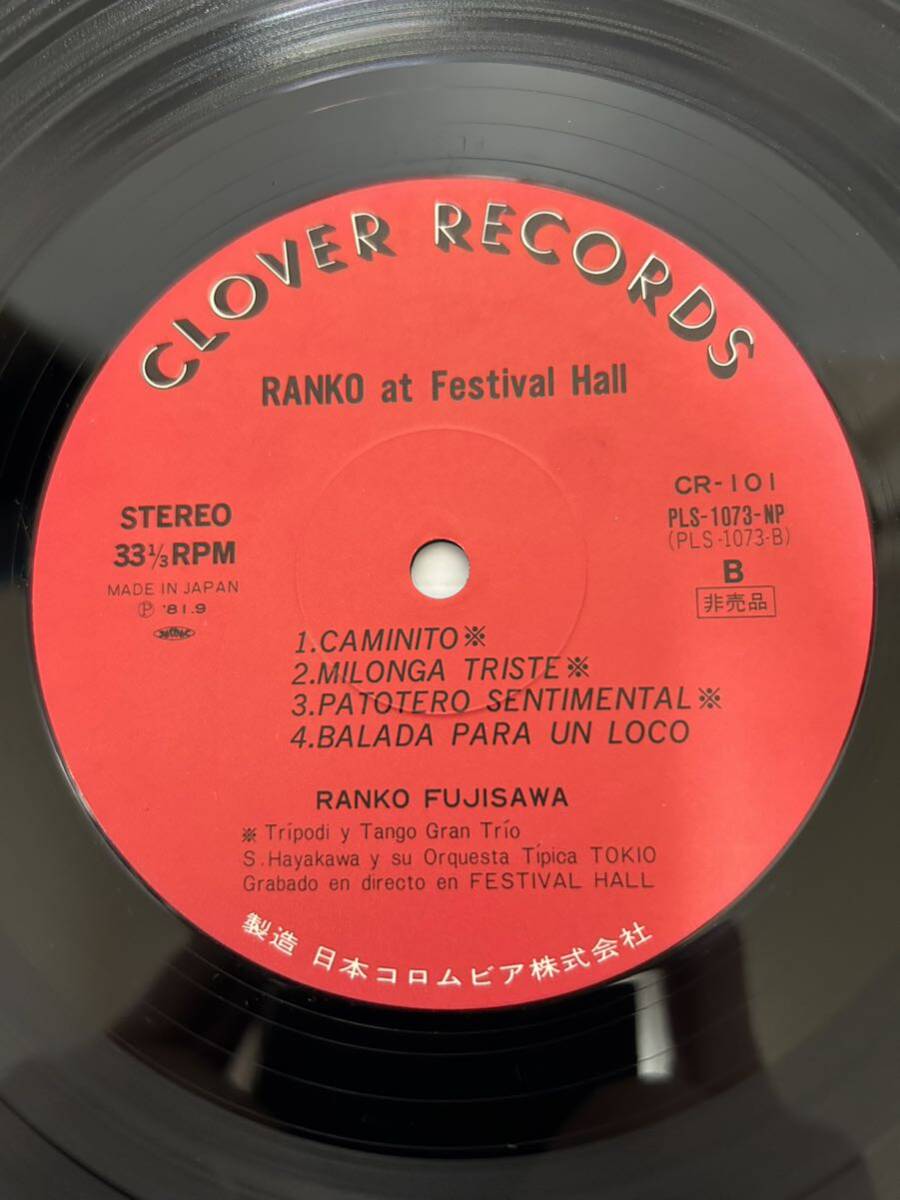 CLOVER RECORDS
RANKO at Festival Hall
STEREO
33⅓RPM
MADE IN JAPAN
Ⓟ '81.9
CR-101
PLS-1073-NP
(PLS-1073-B)
B
非売品
1.CAMINITO※
2.MILONGA TRISTE※
3.PATOTERO SENTIMENTAL※
4.BALADA PARA UN LOCO
RANKO FUJISAWA
※ Trípodi y Tango Gran Trío
S.Hayakawa y su Orquesta Típica TOKIO
Grabado en directo en FESTIVAL HALL
製造 日本コロムビア株式会社